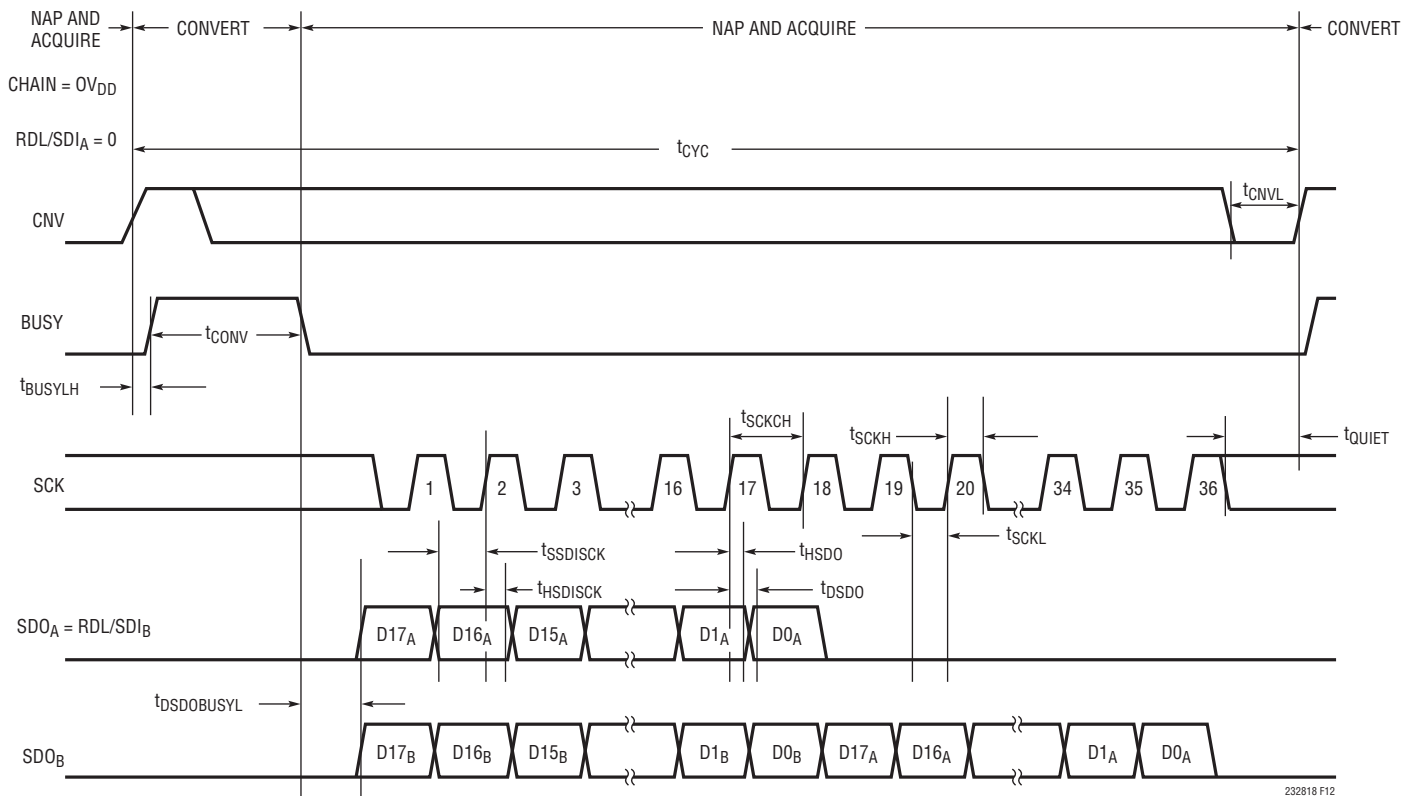 NAP AND ACQUIRE
CONVERT
NAP AND ACQUIRE
CONVERT
CHAIN = OVDD
RDL/SDIA = 0
tCYC
CNV
tCNVL
BUSY
tCONV
tBUSYLH
tSCKCH
tSCKH
tQUIET
SCK
1 2 3 16 17 18 19 20 34 35 36
tSSDISCK
tHSDO
tSCKL
tHSDISCK
tDSDO
SDOA = RDL/SDIB
D17A D16A D15A D1A D0A
tDSDOBUSYL
SDOB
D17B D16B D15B D1B D0B D17A D16A D1A D0A
232818 F12